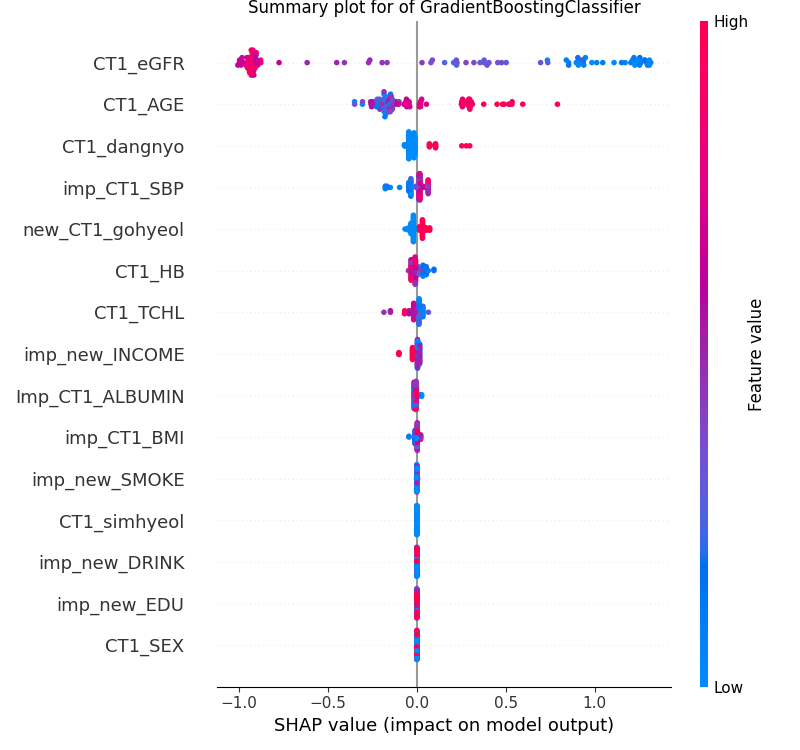 Summary plot for of GradientBoostingClassifier
High
CT1_eGFR
CT1_AGE
CT1_dangnyo
imp_CT1_SBP
new_CT1_gohyeol
CT1_HB
CT1_TCHL
imp_new_INCOME
Imp_CT1_ALBUMIN
imp_CT1_BMI
imp_new_SMOKE
CT1_simhyeol
imp_new_DRINK
imp_new_EDU
CT1_SEX
Feature value
Low
−1.0 −0.5 0.0 0.5 1.0
SHAP value (impact on model output)